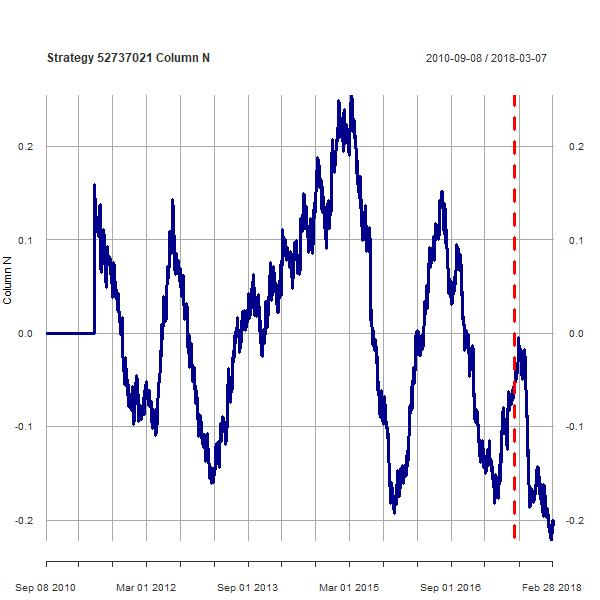 Strategy 52737021 Column N
2010-09-08 / 2018-03-07
Column N
0.2
0.2
0.1
0.1
0.0
0.0
-0.1
-0.1
-0.2
-0.2
Sep 08 2010
Mar 01 2012
Sep 01 2013
Mar 01 2015
Sep 01 2016
Feb 28 2018